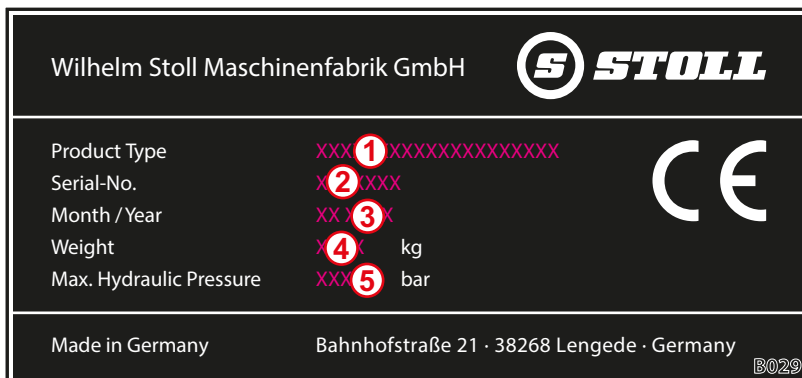 Wilhelm Stoll Maschinenfabrik GmbH S STOLL
Product Type XXX 1 XXXXXXXXXXXXXX CE
Serial-No. X 2 XXXX
Month / Year XX X 3 X
Weight X 4 X kg
Max. Hydraulic Pressure XXX 5 bar
Made in Germany Bahnhofstraße 21 · 38268 Lengede · Germany
B029